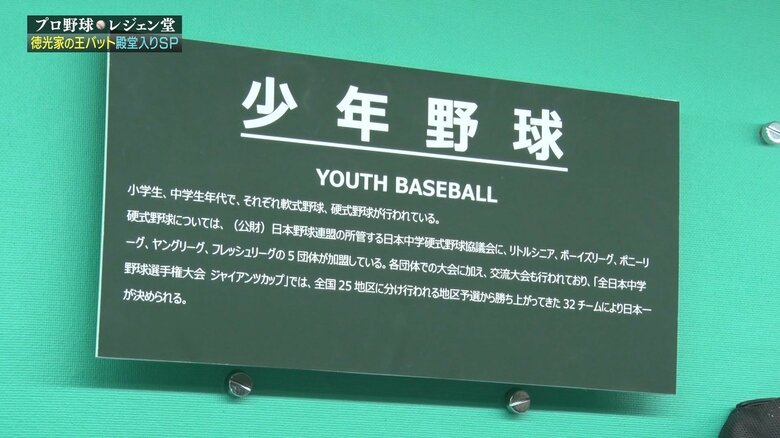 プロ野球レジェン堂
徳光家の王バット殿堂入りSP
少年野球
YOUTH BASEBALL
小学生、中学生年代で、それぞれ軟式野球、硬式野球が行われている。
硬式野球については、（公財）日本野球連盟の所管する日本中学硬式野球協議会に、リトルシニア、ボーイズリーグ、ポニーリ
ーグ、ヤングリーグ、フレッシュリーグの5団体が加盟している。各団体での大会に加え、交流大会も行われており、「全日本中学
野球選手権大会 ジャイアンツカップ」では、全国25地区に分け行われる地区予選から勝ち上がってきた32チームにより日本一
が決められる。